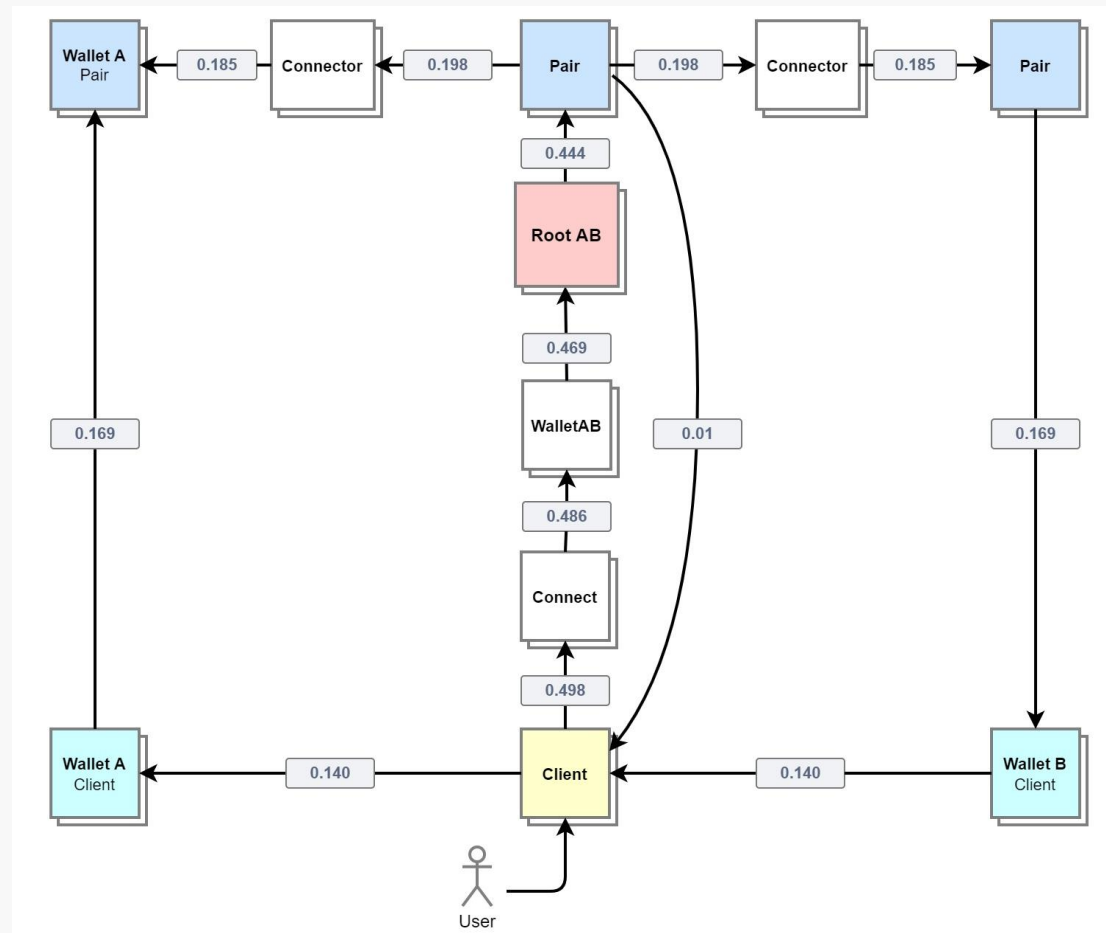 Wallet A
Pair
0.185
Connector
0.198
Pair
0.198
Connector
0.185
Pair
0.444
Root AB
0.469
WalletAB
0.169
0.01
0.169
0.486
Connect
0.498
Wallet A
Client
0.140
Client
0.140
Wallet B
Client
User